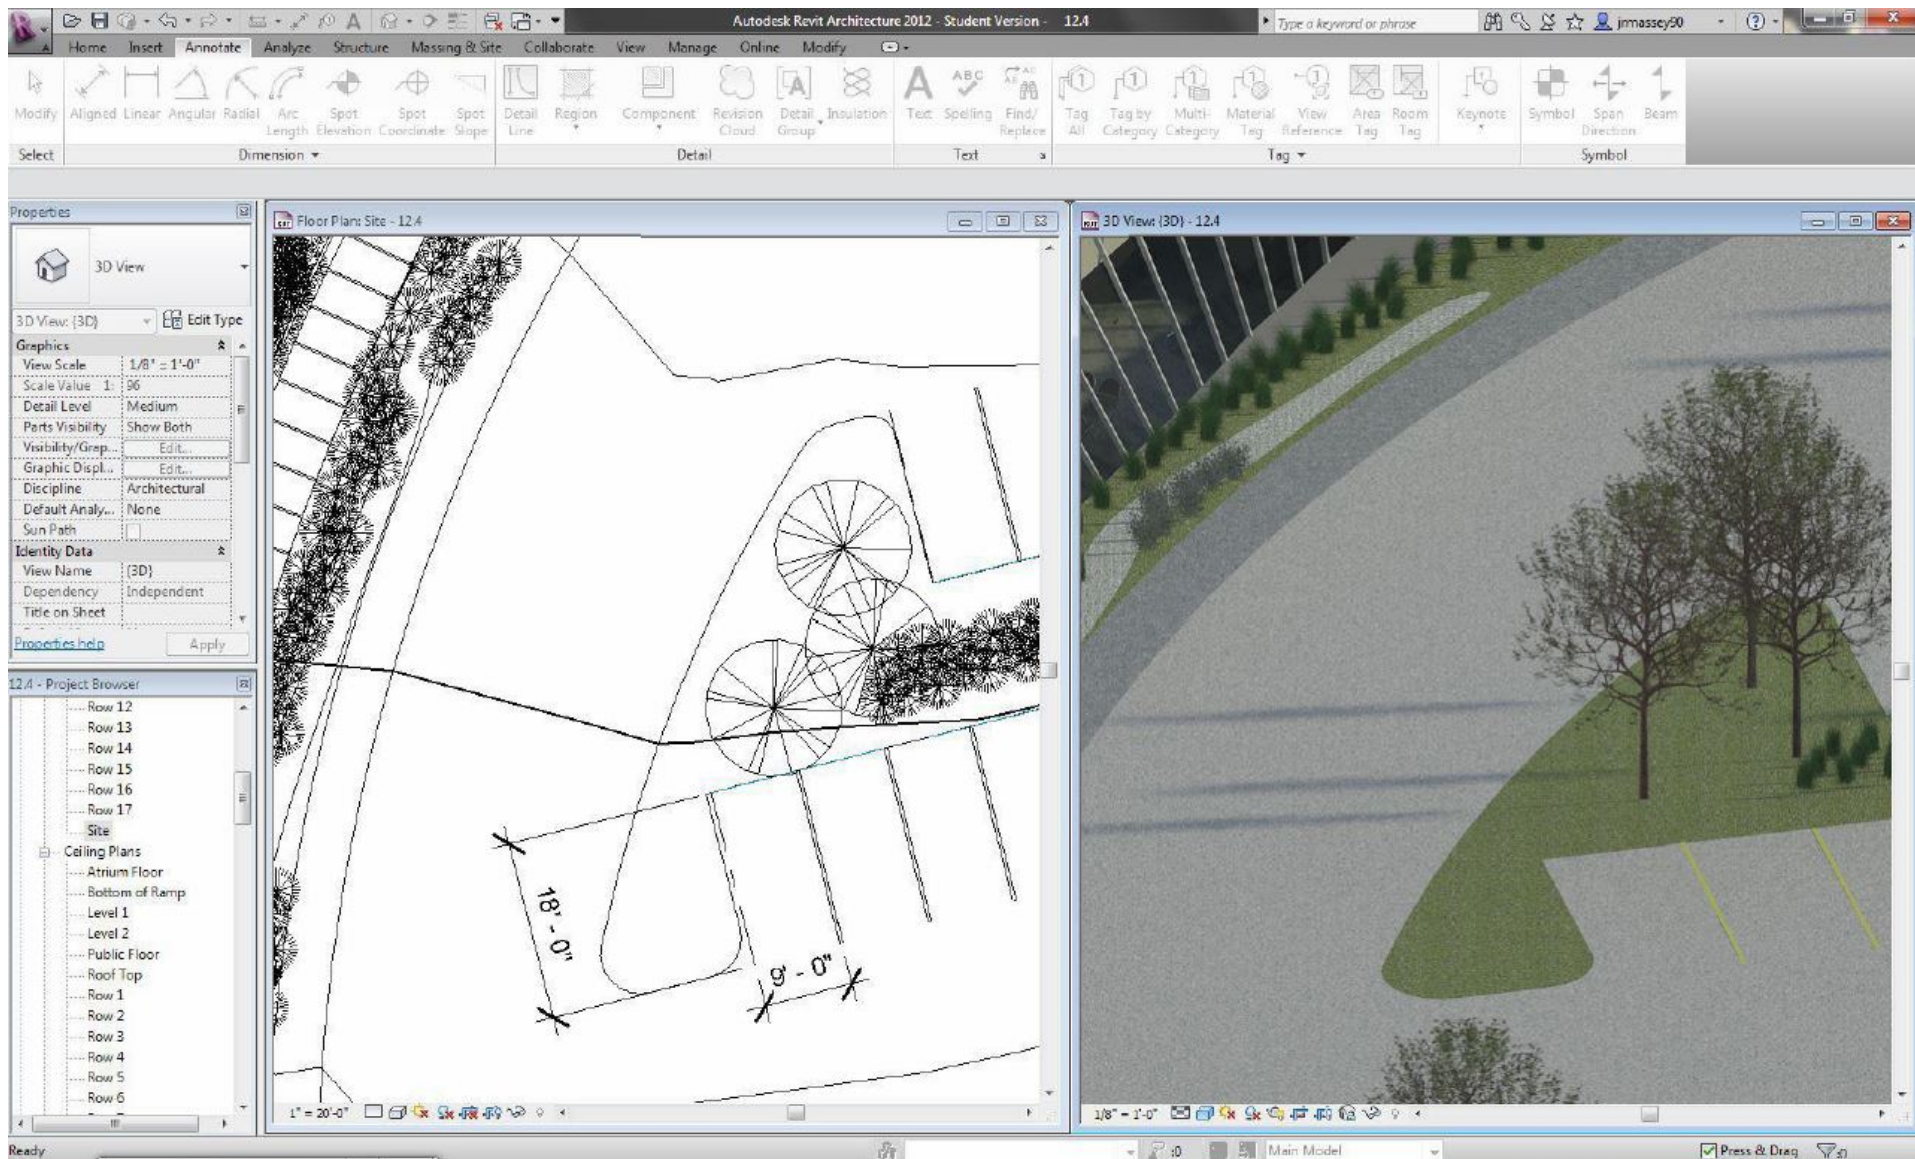 Autodesk Revit Architecture 2012 - Student Version - 12.4
Type a keyword or phrase
jrmassey90
Home Insert Annotate Analyze Structure Massing & Site Collaborate View Manage Online Modify
Modify Aligned Linear Angular Radial Arc Length Spot Elevation Spot Coordinate Spot Slope Detail Line Region Component Revision Cloud Detail Group Insulation Text Spelling Find/ Replace Tag All Tag by Category Multi- Category Material Tag View Reference Area Tag Room Tag Keynote Symbol Span Direction Beam
Select Dimension Detail Text Tag Symbol
Properties
3D View
3D View: {3D} Edit Type
Graphics
View Scale 1/8" = 1'-0"
Scale Value 1: 96
Detail Level Medium
Parts Visibility Show Both
Visibility/Grap... Edit...
Graphic Displ... Edit...
Discipline Architectural
Default Analy... None
Sun Path
Identity Data
View Name {3D}
Dependency Independent
Title on Sheet
Properties help Apply
12.4 - Project Browser
Row 12
Row 13
Row 14
Row 15
Row 16
Row 17
Site
Ceiling Plans
Atrium Floor
Bottom of Ramp
Level 1
Level 2
Public Floor
Roof Top
Row 1
Row 2
Row 3
Row 4
Row 5
Row 6
Floor Plan: Site - 12.4
18' - 0"
9' - 0"
1" = 20'-0"
3D View: {3D} - 12.4
1/8" = 1'-0"
Ready
:0
Main Model
Press & Drag
:0